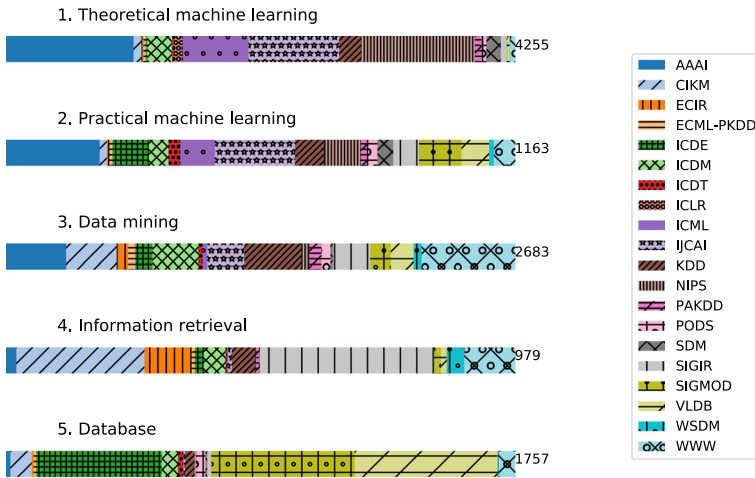 1. Theoretical machine learning
4255
2. Practical machine learning
1163
3. Data mining
2683
4. Information retrieval
979
5. Database
1757
AAAI
CIKM
ECIR
ECML-PKDD
ICDE
ICDM
ICDT
ICLR
ICML
IJCAI
KDD
NIPS
PAKDD
PODS
SDM
SIGIR
SIGMOD
VLDB
WSDM
WWW